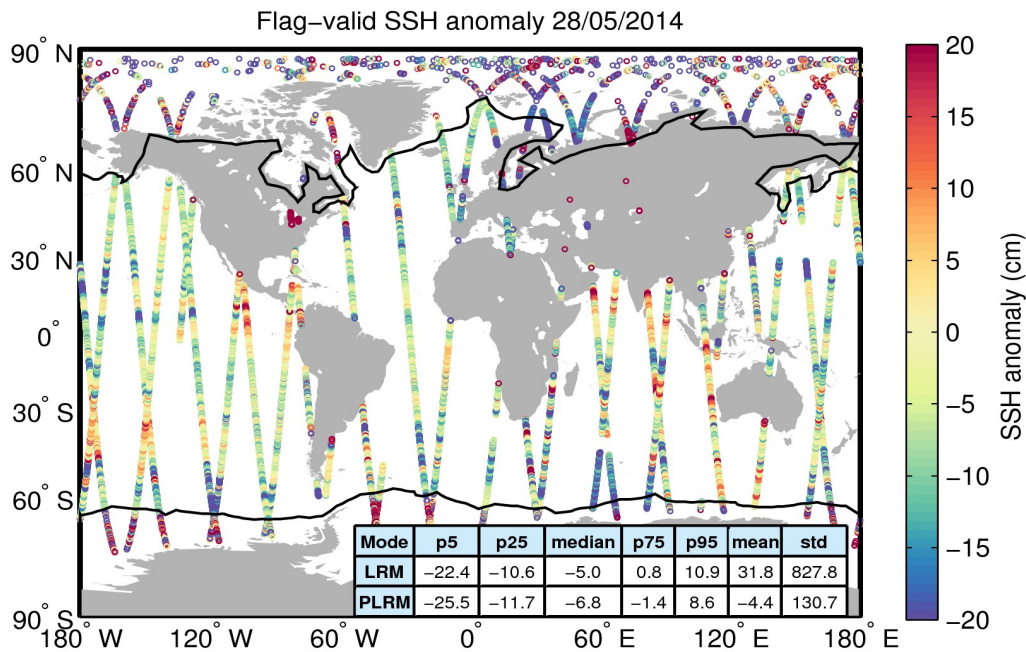 Flag−valid SSH anomaly 28/05/2014
90° N
60° N
30° N
0°
30° S
60° S
90° S
180° W
120° W
60° W
0°
60° E
120° E
180° E
Mode p5 p25 median p75 p95 mean std
LRM −22.4 −10.6 −5.0 0.8 10.9 31.8 827.8
PLRM −25.5 −11.7 −6.8 −1.4 8.6 −4.4 130.7
20
15
10
5
0
−5
−10
−15
−20
SSH anomaly (cm)